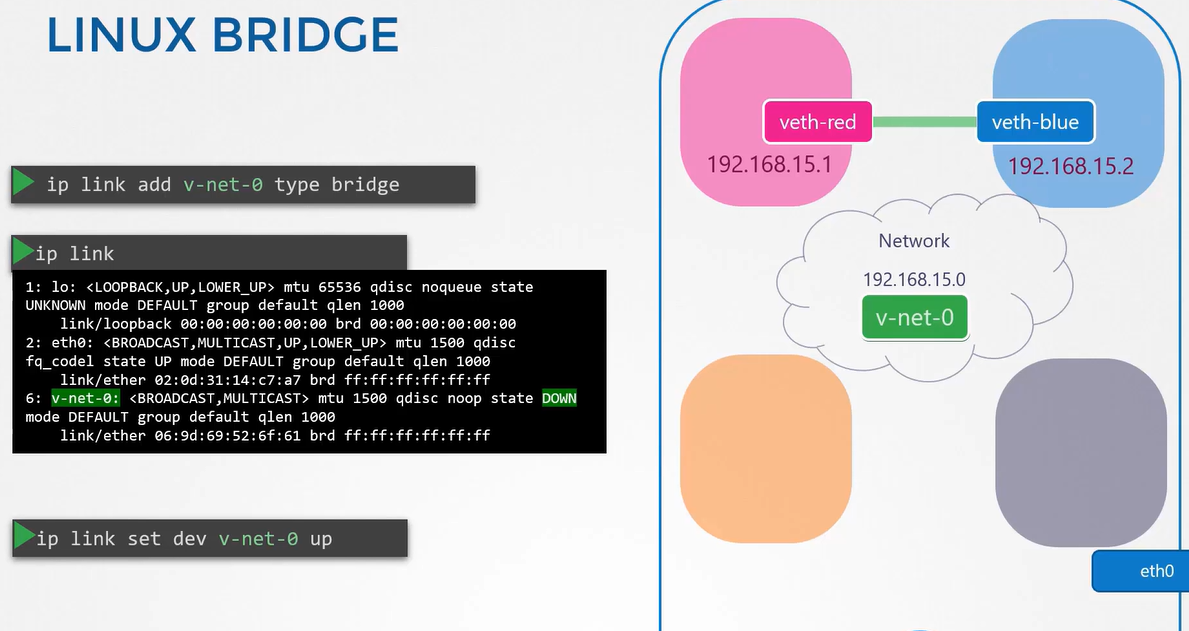 LINUX BRIDGE
ip link add v-net-0 type bridge
ip link
1: lo: <LOOPBACK,UP,LOWER_UP> mtu 65536 qdisc noqueue state
UNKNOWN mode DEFAULT group default qlen 1000
link/loopback 00:00:00:00:00:00 brd 00:00:00:00:00:00
2: eth0: <BROADCAST,MULTICAST,UP,LOWER_UP> mtu 1500 qdisc
fq_codel state UP mode DEFAULT group default qlen 1000
link/ether 02:0d:31:14:c7:a7 brd ff:ff:ff:ff:ff:ff
6: v-net-0: <BROADCAST,MULTICAST> mtu 1500 qdisc noop state DOWN
mode DEFAULT group default qlen 1000
link/ether 06:9d:69:52:6f:61 brd ff:ff:ff:ff:ff:ff
ip link set dev v-net-0 up
veth-red
veth-blue
192.168.15.1
192.168.15.2
Network
192.168.15.0
v-net-0
eth0